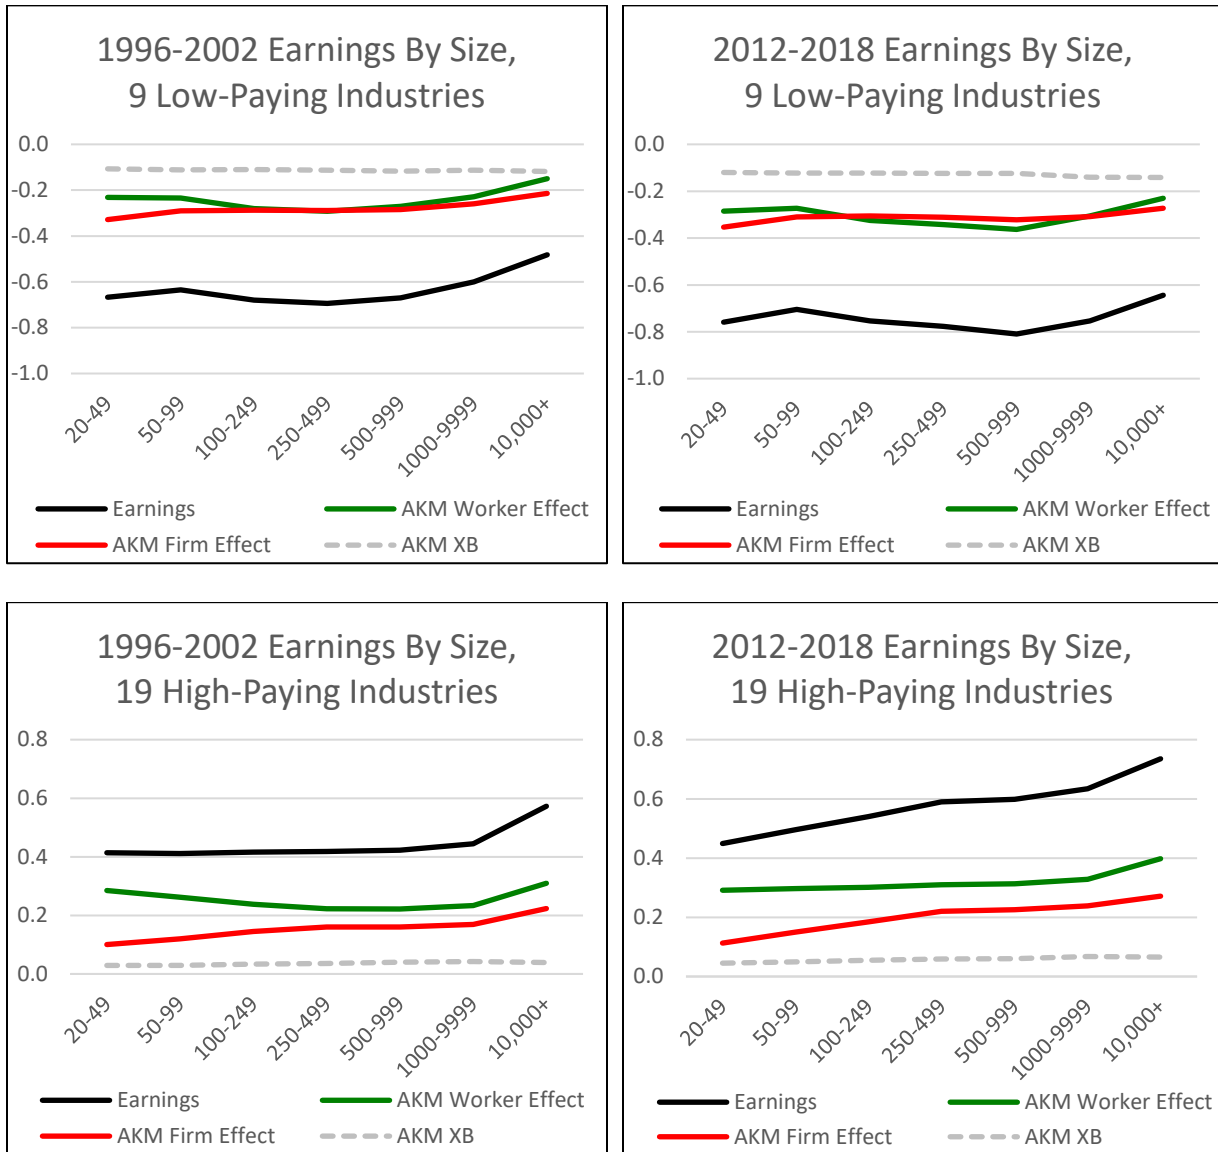 1996-2002 Earnings By Size,
9 Low-Paying Industries
0.0
-0.2
-0.4
-0.6
-0.8
-1.0
20-49
50-99
100-249
250-499
500-999
1000-9999
10,000+
Earnings
AKM Worker Effect
AKM Firm Effect
AKM XB
2012-2018 Earnings By Size,
9 Low-Paying Industries
0.0
-0.2
-0.4
-0.6
-0.8
-1.0
20-49
50-99
100-249
250-499
500-999
1000-9999
10,000+
Earnings
AKM Worker Effect
AKM Firm Effect
AKM XB
1996-2002 Earnings By Size,
19 High-Paying Industries
0.8
0.6
0.4
0.2
0.0
20-49
50-99
100-249
250-499
500-999
1000-9999
10,000+
Earnings
AKM Worker Effect
AKM Firm Effect
AKM XB
2012-2018 Earnings By Size,
19 High-Paying Industries
0.8
0.6
0.4
0.2
0.0
20-49
50-99
100-249
250-499
500-999
1000-9999
10,000+
Earnings
AKM Worker Effect
AKM Firm Effect
AKM XB